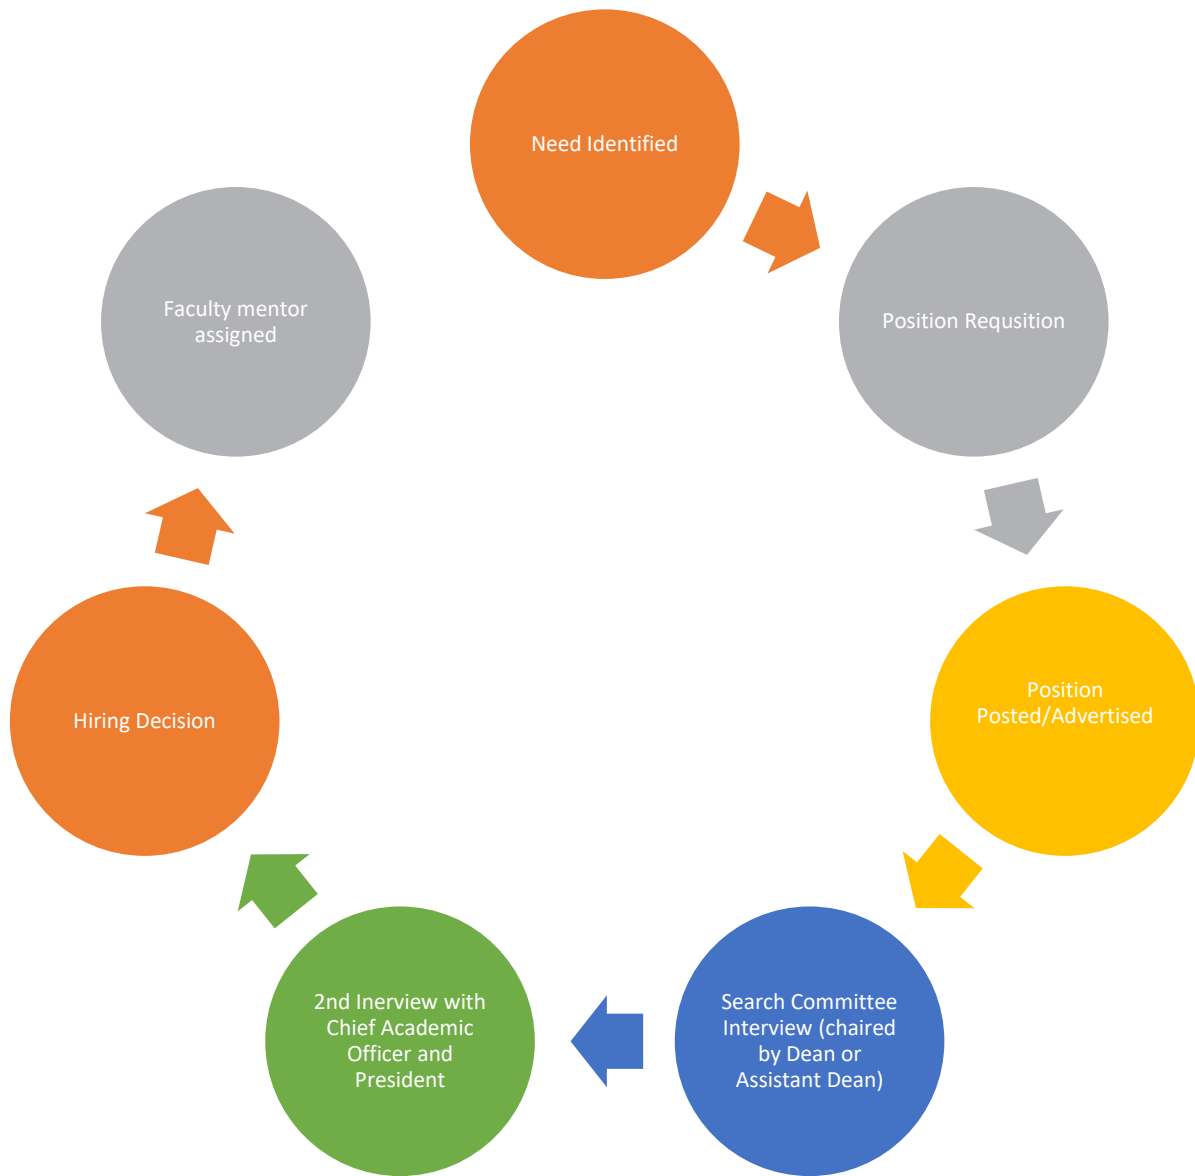 Need Identified
Position Requsition
Position
Posted/Advertised
Search Committee
Interview (chaired
by Dean or
Assistant Dean)
2nd Inerview with
Chief Academic
Officer and
President
Hiring Decision
Faculty mentor
assigned